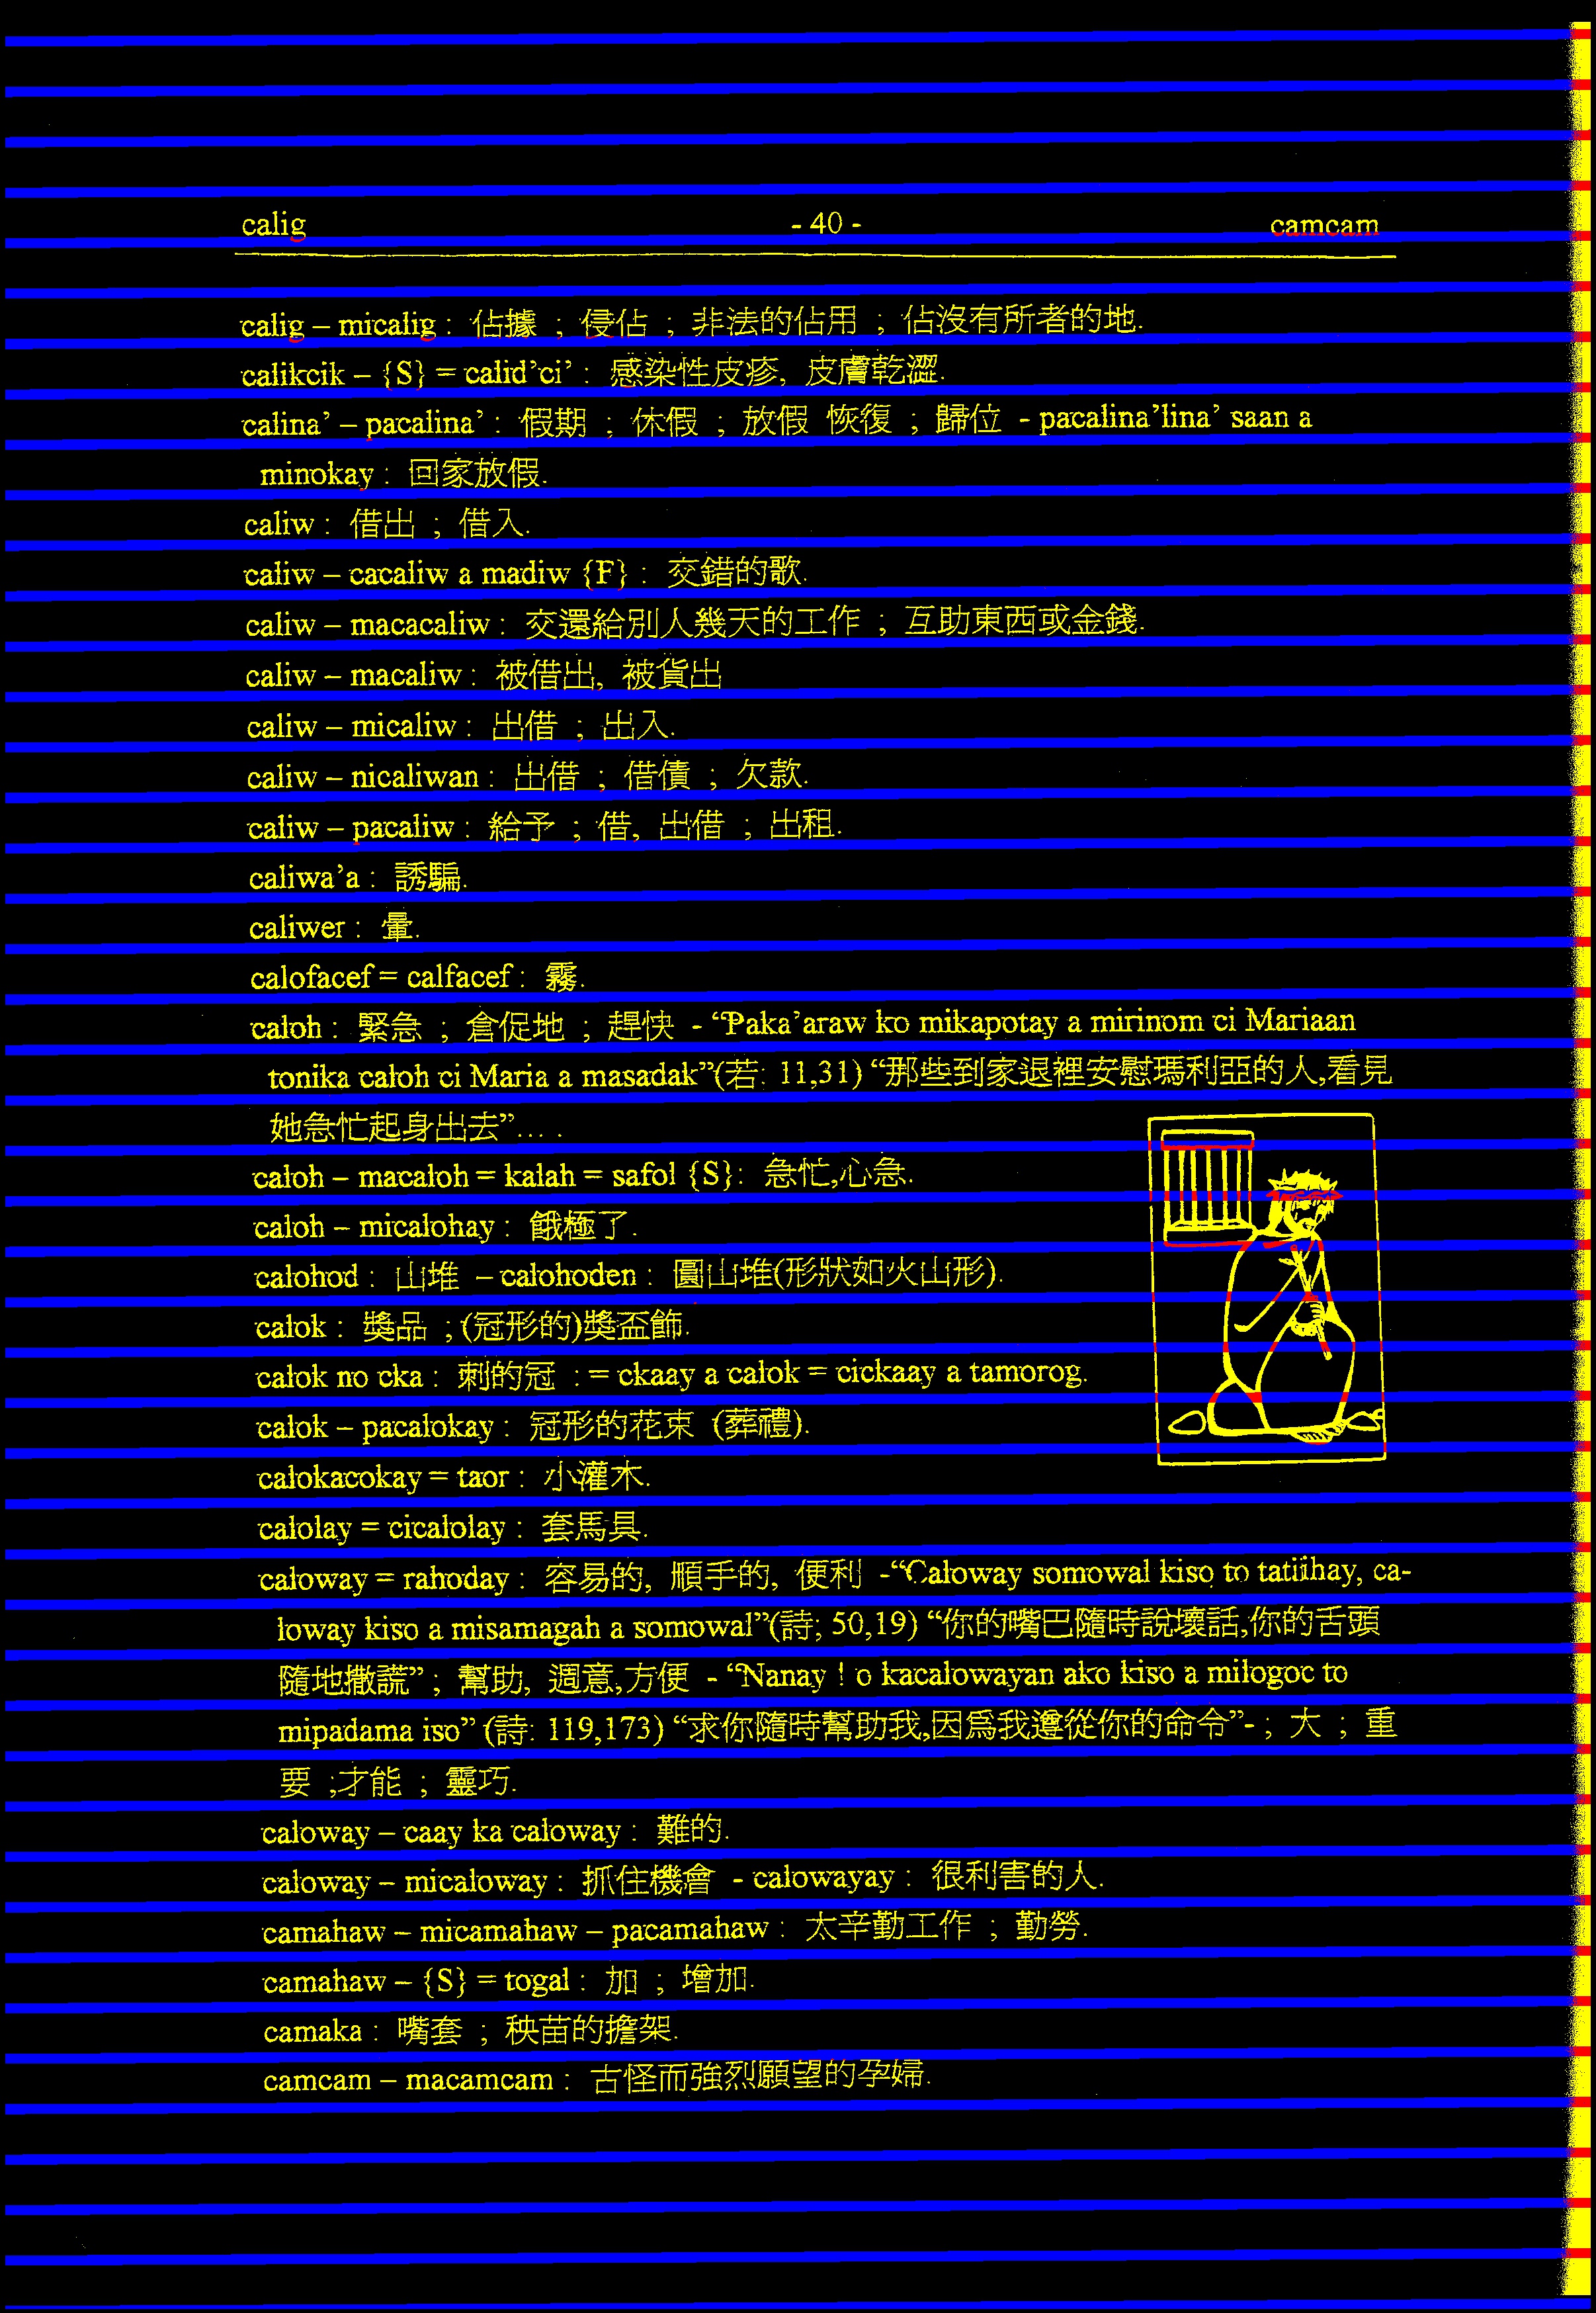 calig - 40 - camcam
calig – micalig : 佔據 ; 侵佔 ; 非法的佔用 ; 佔沒有所者的地.
calikcik – {S} = calid’ci’ : 感染性皮疹, 皮膚乾澀.
calina’ – pacalina’ : 假期 ; 休假 ; 放假 恢復 ; 歸位 - pacalina’lina’ saan a
minokay : 回家放假.
caliw : 借出 ; 借入.
caliw – cacaliw a madiw {F} : 交錯的歌.
caliw – macacaliw : 交還給別人幾天的工作 ; 互助東西或金錢.
caliw – macaliw : 被借出, 被貨出
caliw – micaliw : 出借 ; 出入.
caliw – nicaliwan : 出借 ; 借債 ; 欠款.
caliw – pacaliw : 給予 ; 借, 出借 ; 出租.
caliwa’a : 誘騙.
caliwer : 暈.
calofacef = calfacef : 霧.
caloh : 緊急 ; 倉促地 ; 趕快 - “Paka’araw ko mikapotay a mirinom ci Mariaan
tonika caloh ci Maria a masadak”(若: 11,31) “那些到家退裡安慰瑪利亞的人,看見
她急忙起身出去”... .
caloh – macaloh = kalah = safol {S}: 急忙,心急.
caloh – micalohay : 餓極了.
calohod : 山堆 – calohoden : 圓山堆(形狀如火山形).
calok : 獎品 ; (冠形的)獎盃飾.
calok no cka : 刺的冠 : = ckaay a calok = cickaay a tamorog.
calok – pacalokay : 冠形的花束 (葬禮).
calokacokay = taor : 小灌木.
calolay = cicalolay : 套馬具.
caloway = rahoday : 容易的, 順手的, 便利 -“Caloway somowal kiso to tatiihay, ca-
loway kiso a misamagah a somowal”(詩; 50,19) “你的嘴巴隨時說壞話,你的舌頭
隨地撒謊” ; 幫助, 週意,方便 - “Nanay ! o kacalowayan ako kiso a milogoc to
mipadama iso” (詩: 119,173) “求你隨時幫助我,因為我遵從你的命令”- ; 大 ; 重
要 ;才能 ; 靈巧.
caloway – caay ka caloway : 難的.
caloway – micaloway : 抓住機會 - calowayay : 很利害的人.
camahaw – micamahaw – pacamahaw : 太辛勤工作 ; 勤勞.
camahaw – {S} = togal : 加 ; 增加.
camaka : 嘴套 ; 秧苗的擔架.
camcam – macamcam : 古怪而強烈願望的孕婦.